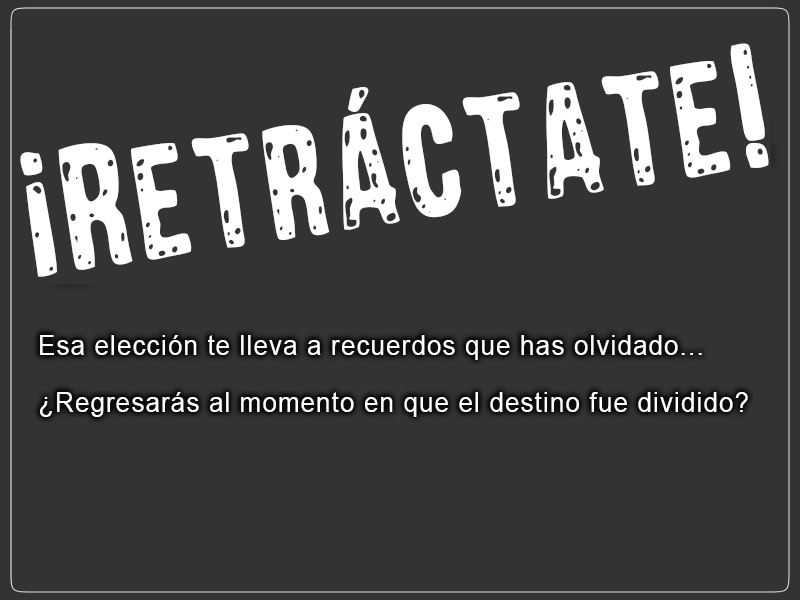 ¡RETRÁCTATE!
Esa elección te lleva a recuerdos que has olvidado...
¿Regresarás al momento en que el destino fue dividido?